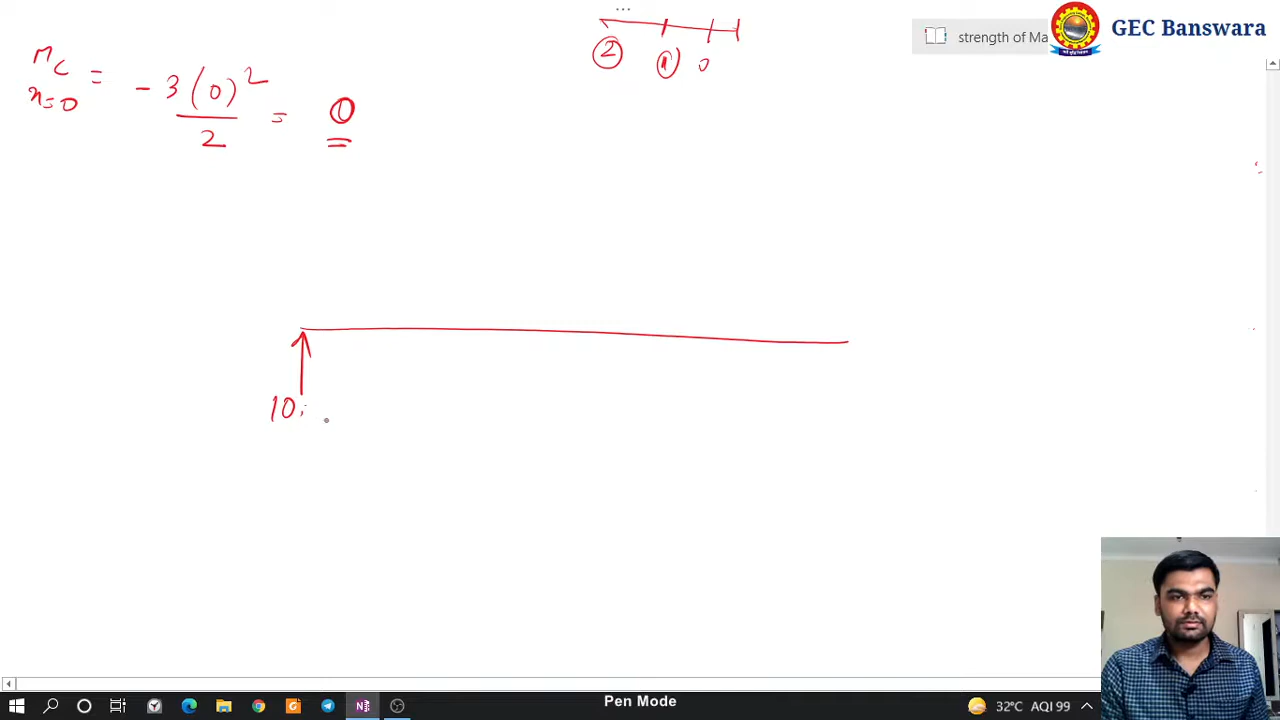 ...
② ① 0
strength of Ma
GEC Banswara
M_C = - 3 (0)^2 / 2 = 0
x=0
10
Pen Mode
32°C AQI 99